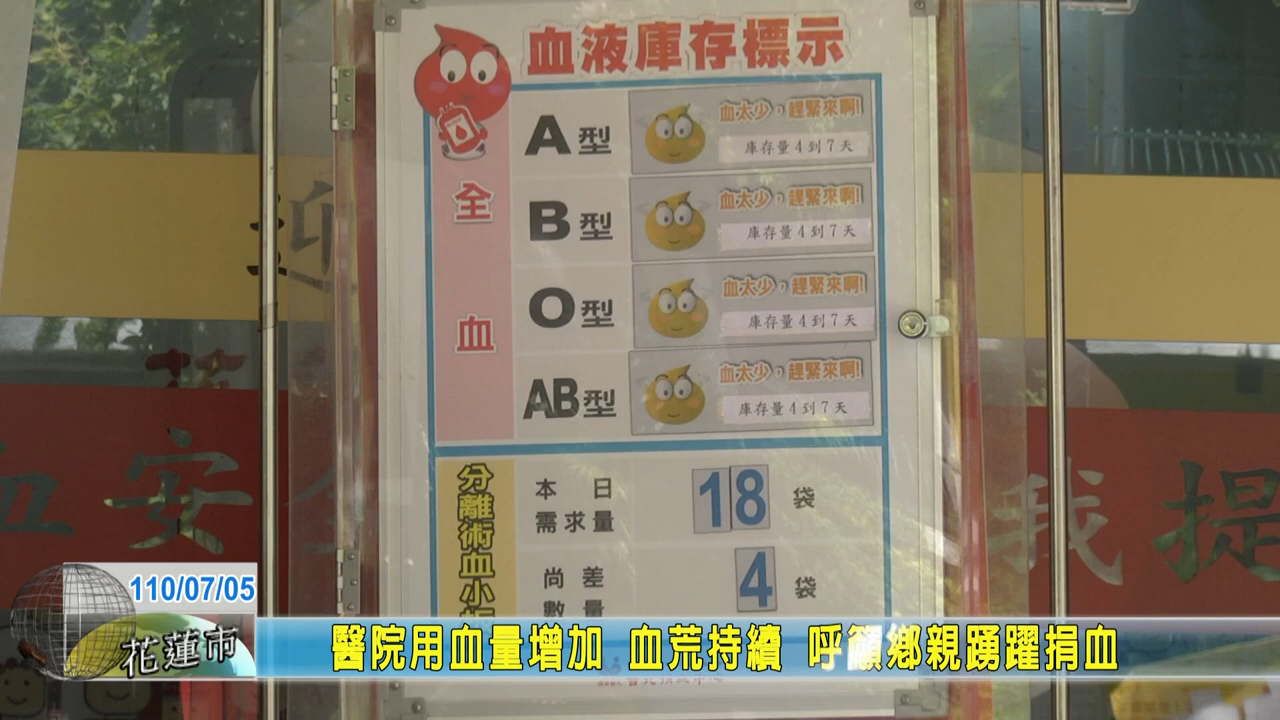 血液庫存標示
全血
A型
血太少,趕緊來啊!
庫存量4到7天
B型
血太少,趕緊來啊!
庫存量4到7天
O型
血太少,趕緊來啊!
庫存量4到7天
AB型
血太少,趕緊來啊!
庫存量4到7天
分離術血小板
本日
需求量
18 袋
尚差
數量
4 袋
迎
血安全
我提
110/07/05
花蓮市
醫院用血量增加 血荒持續 呼籲鄉親踴躍捐血